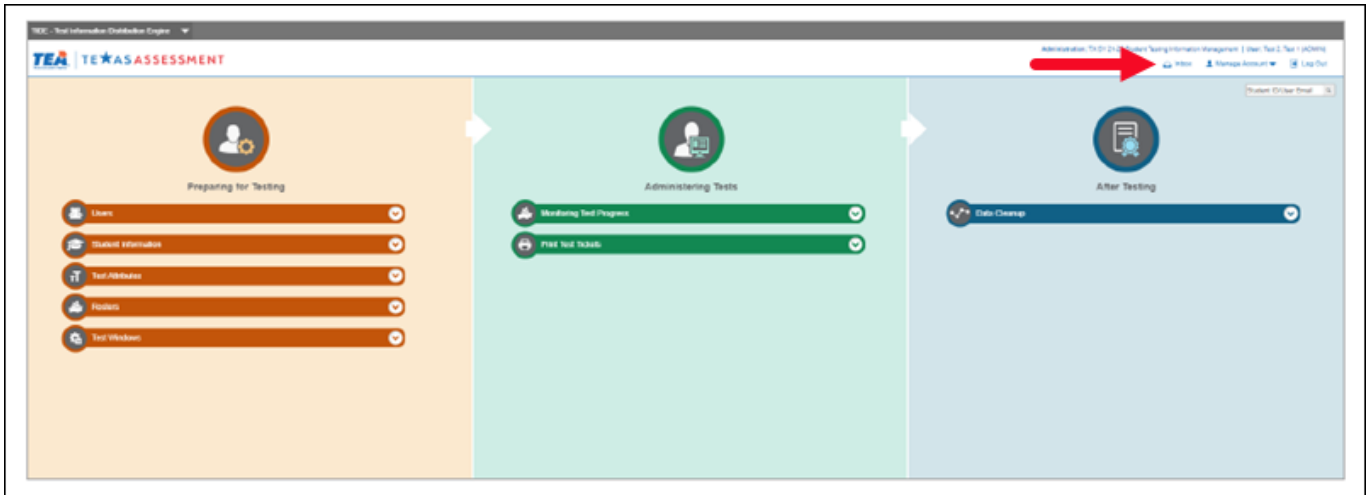 TIDE - Test Information Distribution Engine
TEA | TEXAS ASSESSMENT
Student Testing Information Management | User: Test 2, Test 1 (ADMIN)
Inbox Manage Account Log Out
Student ID/User Email
Preparing for Testing
Users
Student Information
Test Attributes
Rosters
Test Windows
Administering Tests
Monitoring Test Progress
Print Test Tickets
After Testing
Data Cleanup